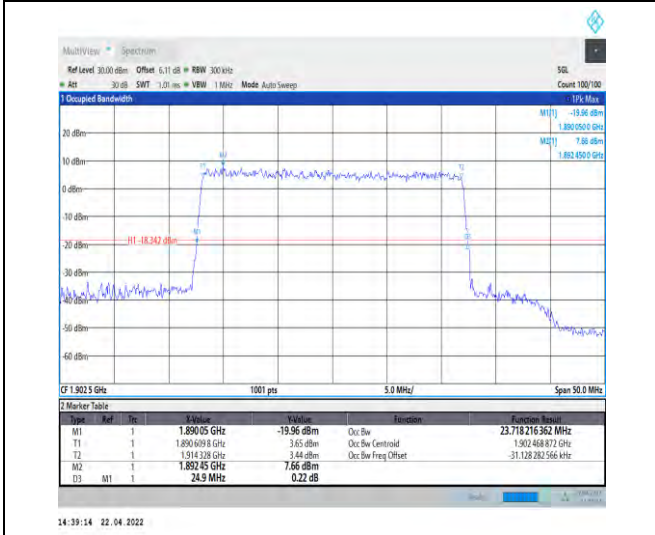 MultiView Spectrum
Ref Level 30.00 dBm Offset 6.11 dB RBW 300 kHz SGL
Att 30 dB SWT 1.01 ms VBW 1 MHz Mode Auto Sweep Count 100/100
1 Occupied Bandwidth 1Pk Max
M1[1] -19.96 dBm
1.890 050 0 GHz
M2[1] 7.66 dBm
1.892 450 0 GHz
20 dBm
10 dBm
0 dBm
-10 dBm
-20 dBm
H1 -18.342 dBm
-30 dBm
-40 dBm
-50 dBm
-60 dBm
T1
M2
T2
M1
D3
CF 1.902 5 GHz 1001 pts 5.0 MHz/ Span 50.0 MHz
2 Marker Table
Type Ref Trc X-Value Y-Value Function Function Result
M1 1 1.890 05 GHz -19.96 dBm Occ Bw 23.718 216 362 MHz
T1 1 1.890 609 8 GHz 3.65 dBm Occ Bw Centroid 1.902 468 872 GHz
T2 1 1.914 328 GHz 3.44 dBm Occ Bw Freq Offset -31.128 282 566 kHz
M2 1 1.892 45 GHz 7.66 dBm
D3 M1 1 24.9 MHz 0.22 dB
14:39:14 22.04.2022